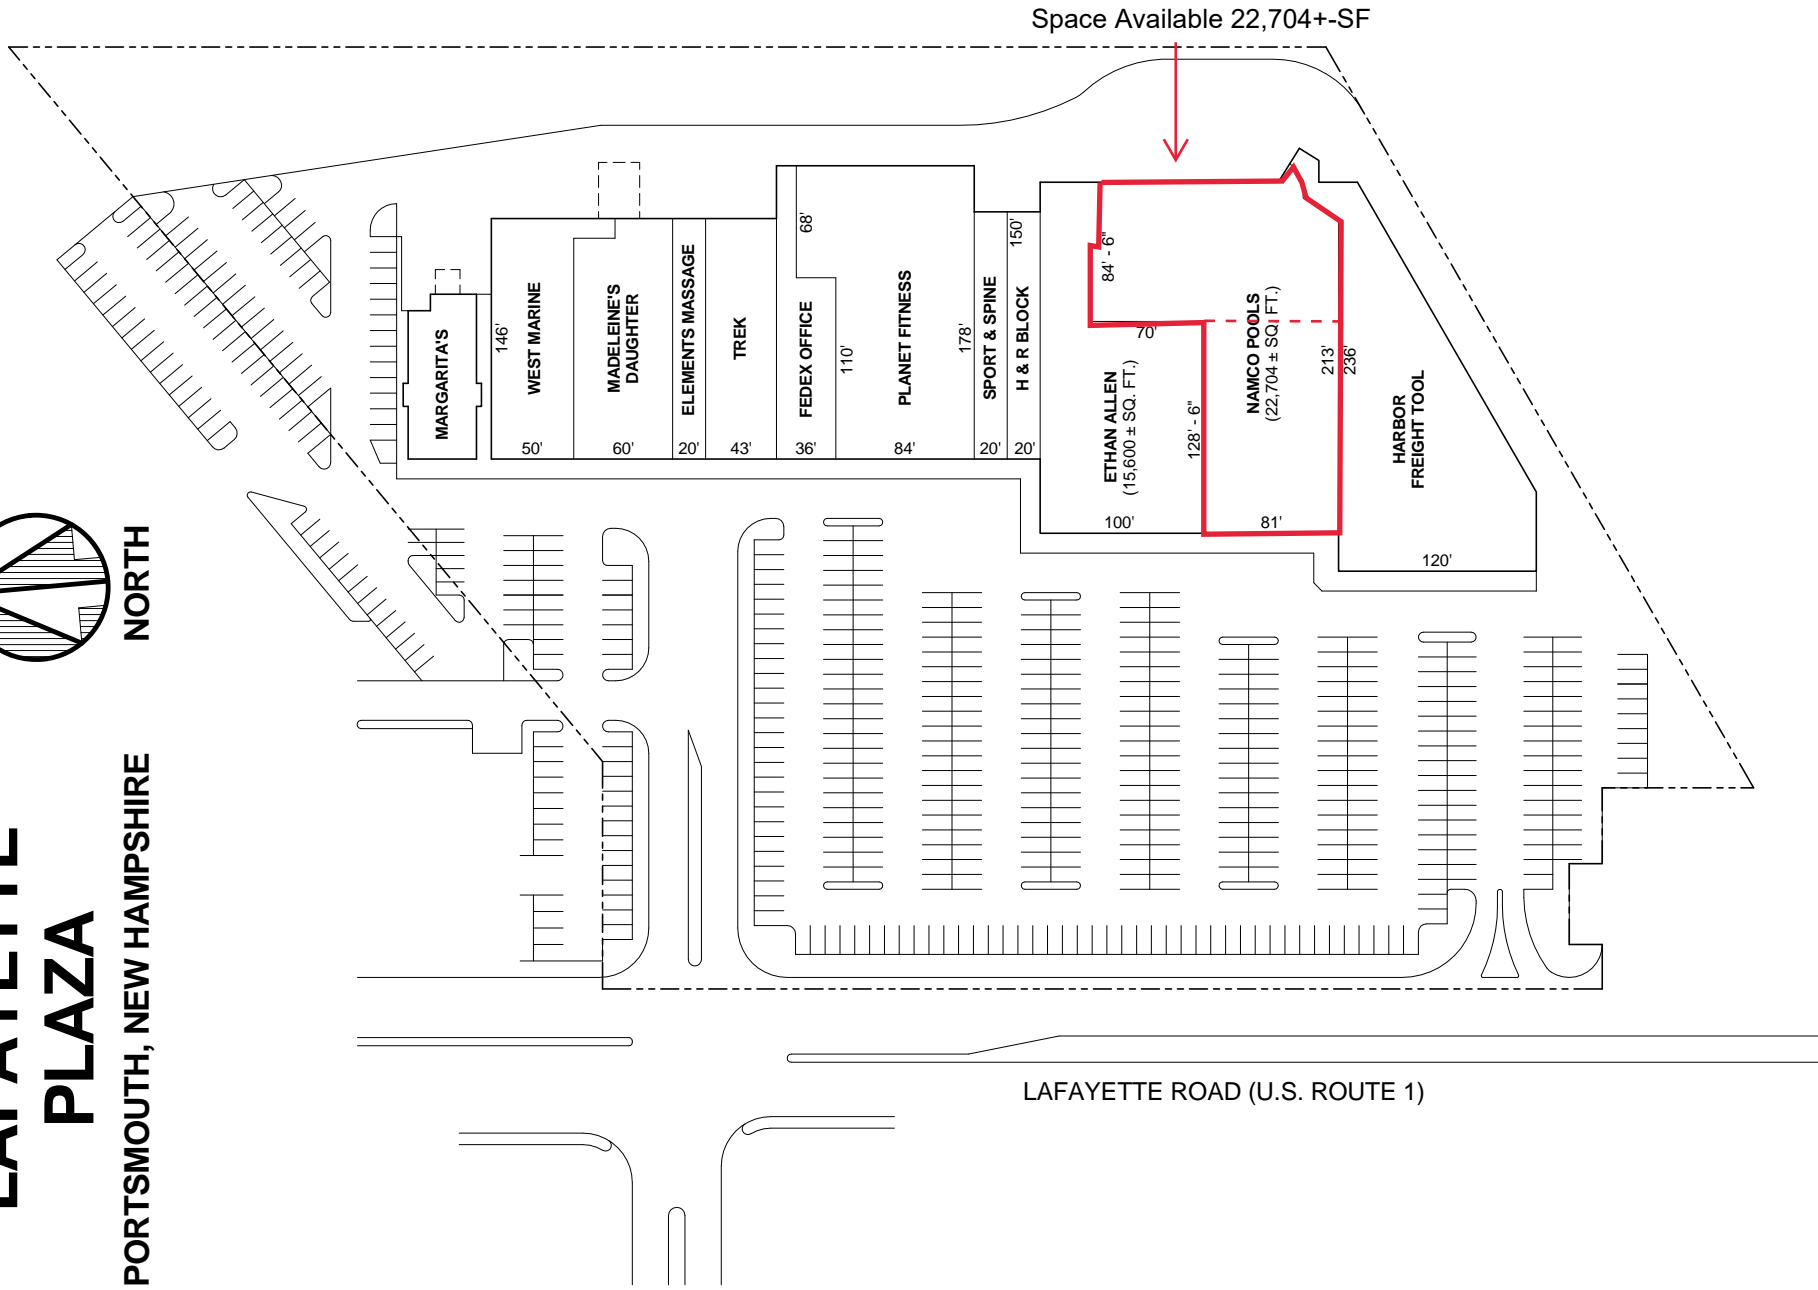 Space Available 22,704+-SF
MARGARITA'S
146'
WEST MARINE
50'
MADELEINE'S
DAUGHTER
60'
ELEMENTS MASSAGE
20'
TREK
43'
68'
FEDEX OFFICE
36'
110'
PLANET FITNESS
84'
178'
SPORT & SPINE
20'
150'
H & R BLOCK
20'
84' - 6"
70'
ETHAN ALLEN
(15,600 ± SQ. FT.)
100'
128' - 6"
NAMCO POOLS
(22,704 ± SQ. FT.)
81'
213'
236'
HARBOR
FREIGHT TOOL
120'
NORTH
LAFAYETTE
PLAZA
PORTSMOUTH, NEW HAMPSHIRE
LAFAYETTE ROAD (U.S. ROUTE 1)